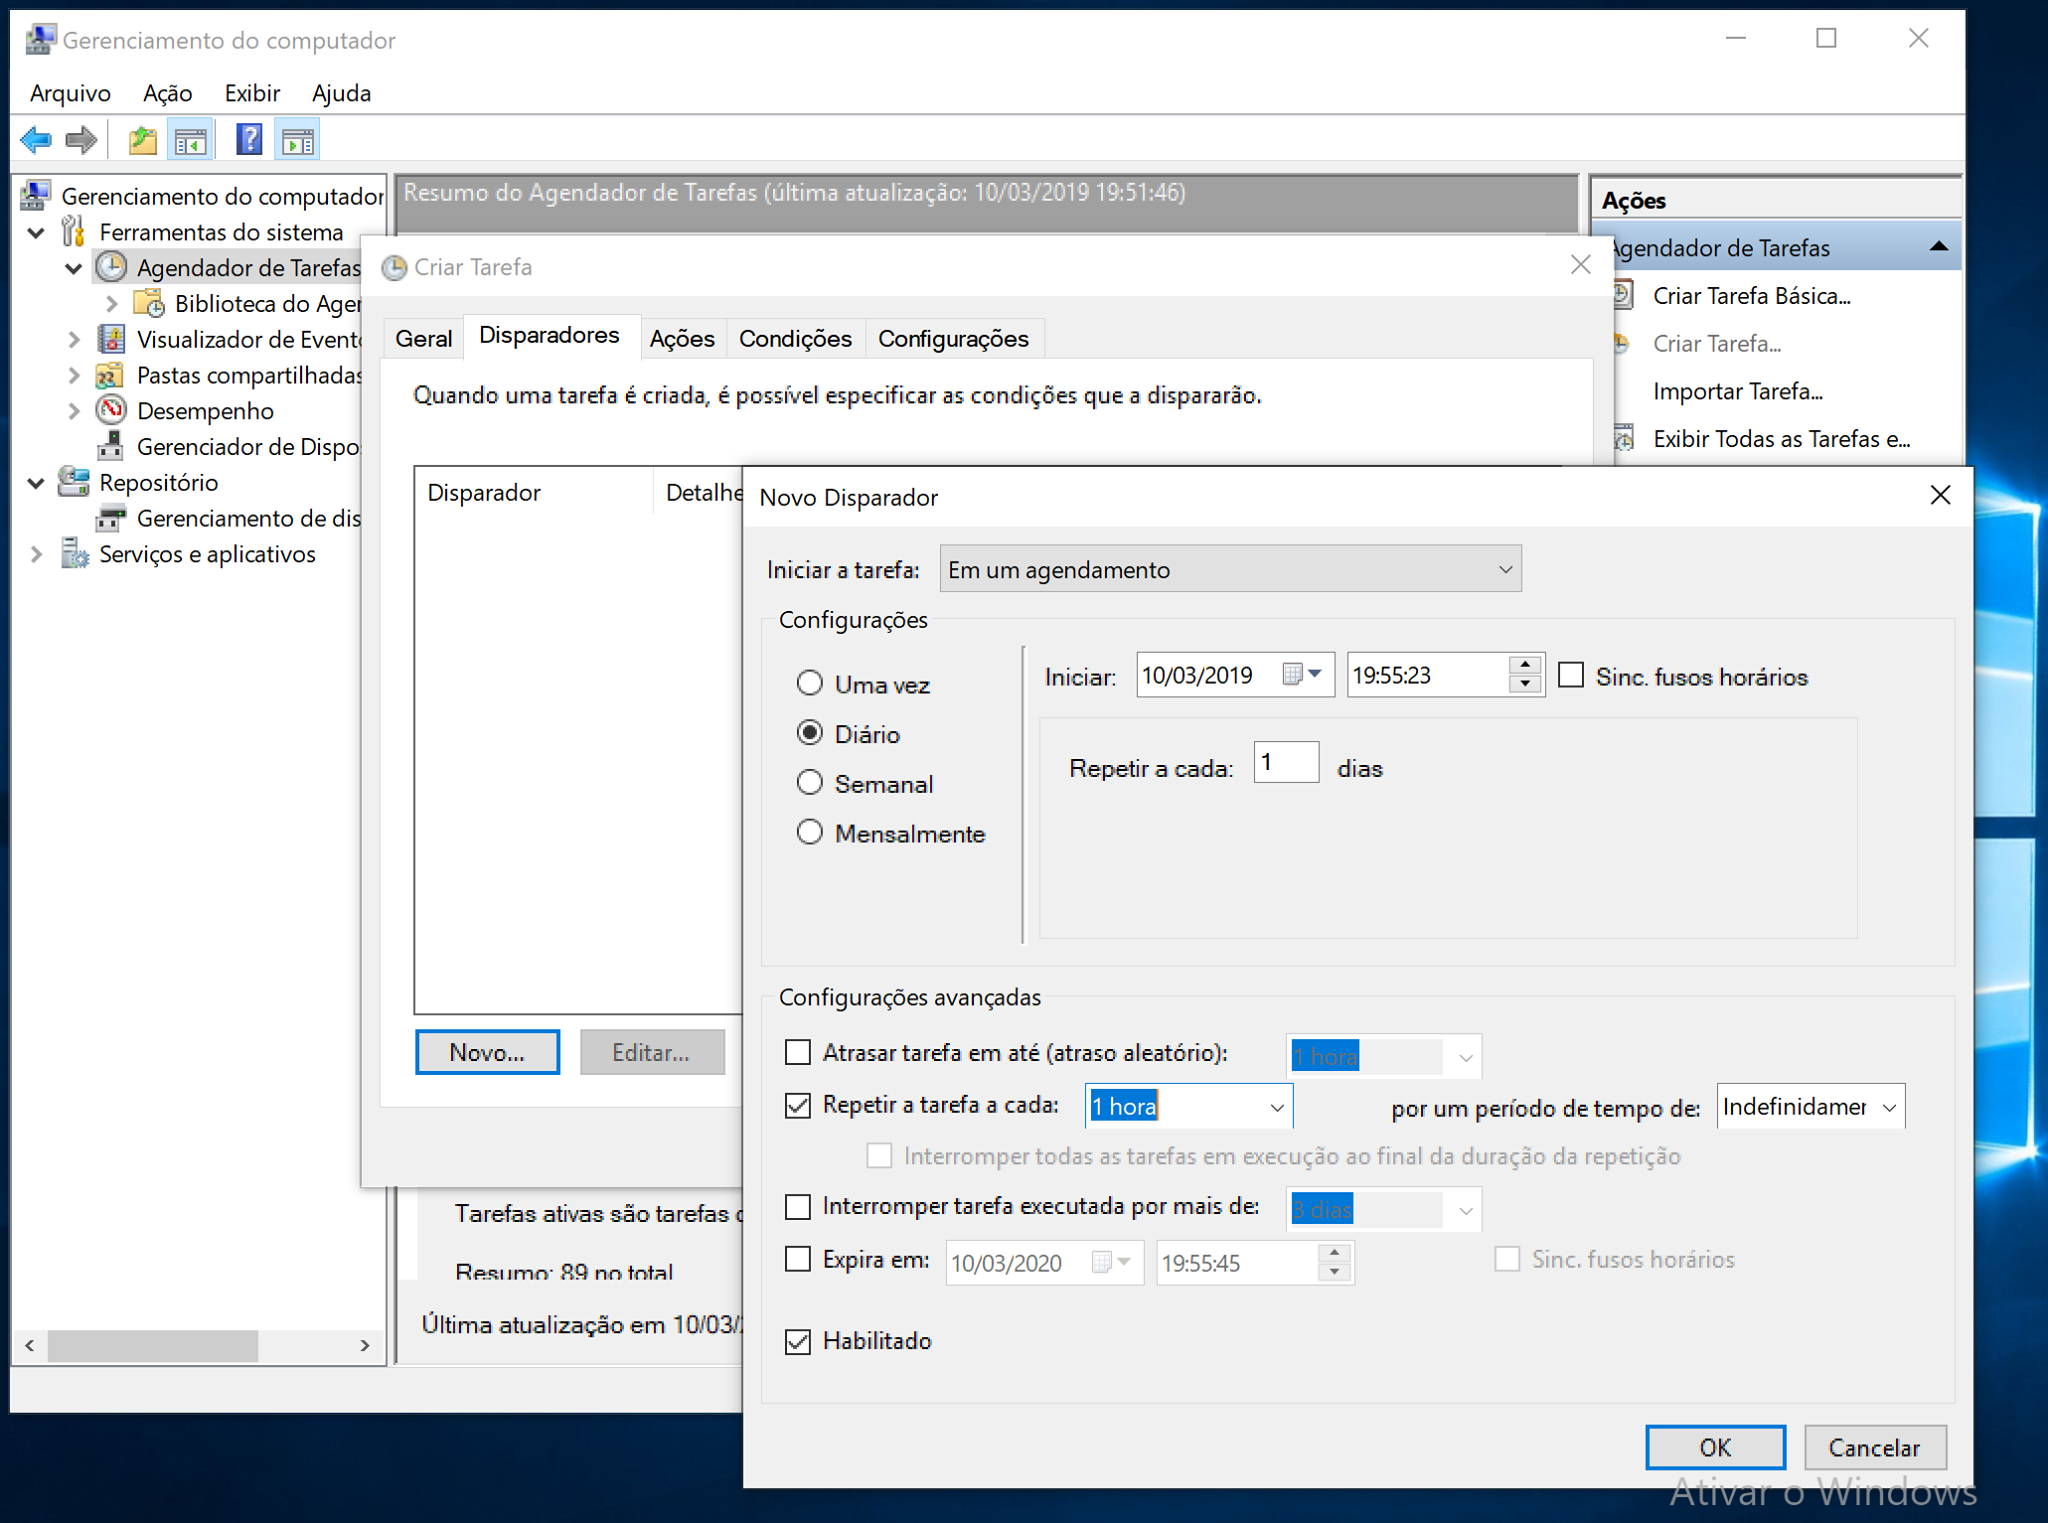 Gerenciamento do computador
Arquivo Ação Exibir Ajuda
Gerenciamento do computador
Ferramentas do sistema
Agendador de Tarefas
Biblioteca do Ager
Visualizador de Evento
Pastas compartilhadas
Desempenho
Gerenciador de Dispo
Repositório
Gerenciamento de dis
Serviços e aplicativos
Resumo do Agendador de Tarefas (última atualização: 10/03/2019 19:51:46)
Ações
Agendador de Tarefas
Criar Tarefa Básica...
Criar Tarefa...
Importar Tarefa...
Exibir Todas as Tarefas e...
Criar Tarefa
Geral Disparadores Ações Condições Configurações
Quando uma tarefa é criada, é possível especificar as condições que a dispararão.
Disparador Detalhe
Novo... Editar...
Tarefas ativas são tarefas
Resumo: 89 no total
Última atualização em 10/03/
Novo Disparador
Iniciar a tarefa: Em um agendamento
Configurações
Uma vez
Diário
Semanal
Mensalmente
Iniciar: 10/03/2019 19:55:23 Sinc. fusos horários
Repetir a cada: 1 dias
Configurações avançadas
Atrasar tarefa em até (atraso aleatório): 1 hora
Repetir a tarefa a cada: 1 hora por um período de tempo de: Indefinidamer
Interromper todas as tarefas em execução ao final da duração da repetição
Interromper tarefa executada por mais de: 3 dias
Expira em: 10/03/2020 19:55:45 Sinc. fusos horários
Habilitado
OK Cancelar
Ativar o Windows